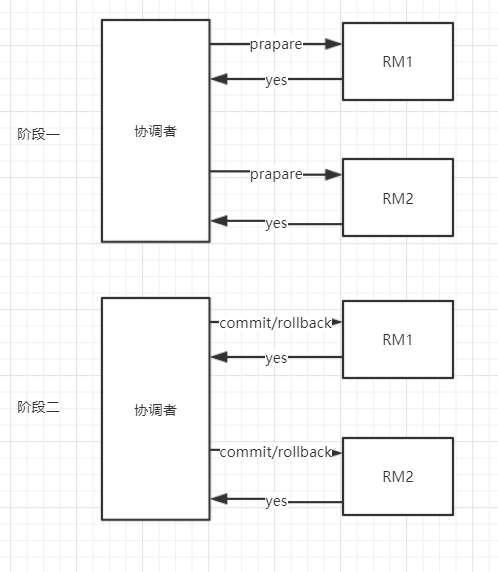 prapare
RM1
yes
阶段一
协调者
prapare
RM2
yes
commit/rollback
RM1
yes
阶段二
协调者
commit/rollback
RM2
yes